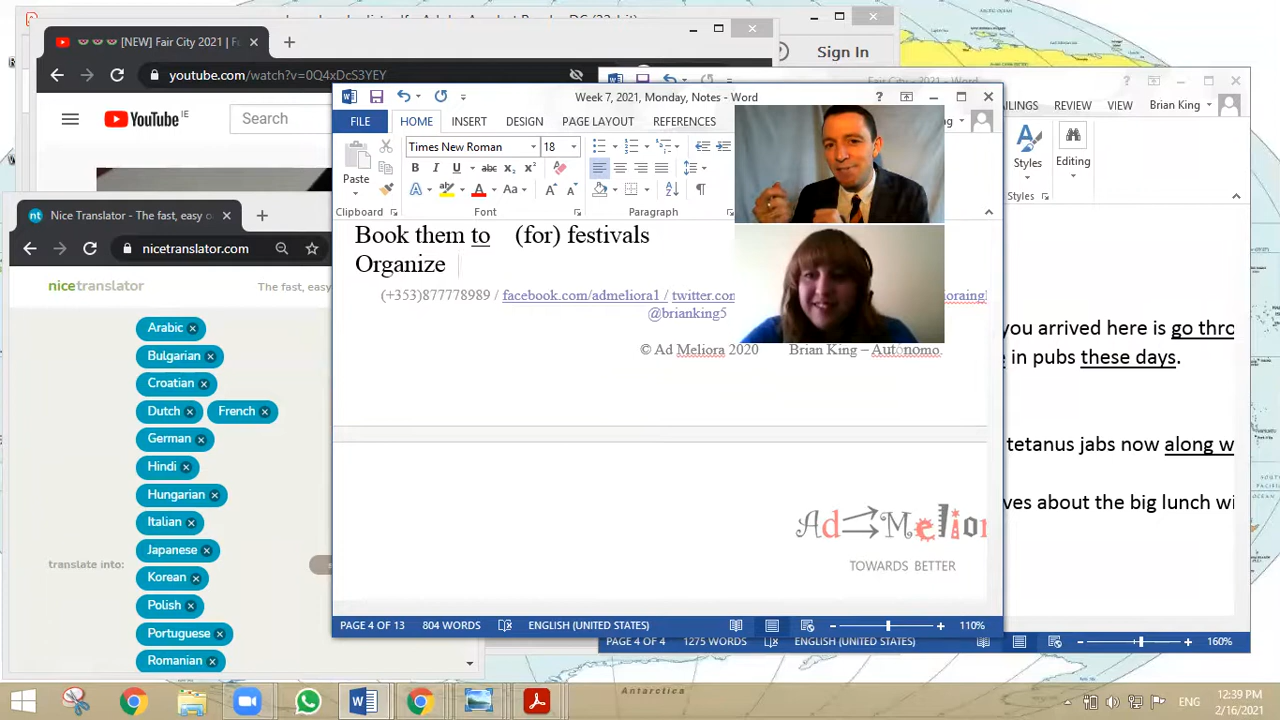 [NEW] Fair City 2021 | F
Sign In
youtube.com/watch?v=0Q4xDcS3YEY
YouTube IE
Search
Nice Translator - The fast, easy o
nicetranslator.com
nicetranslator
The fast, easy
Arabic
Bulgarian
Croatian
Dutch French
German
Hindi
Hungarian
Italian
Japanese
translate into:
Korean
Polish
Portuguese
Romanian
Week 7, 2021, Monday, Notes - Word
FILE HOME INSERT DESIGN PAGE LAYOUT REFERENCES
Times New Roman 18
Paste
Clipboard Font Paragraph
Book them to (for) festivals
Organize
(+353)877778989 / facebook.com/admeliora1 / twitter.com
@brianking5
© Ad Meliora 2020 Brian King – Autónomo.
Ad Melior
TOWARDS BETTER
PAGE 4 OF 13 804 WORDS ENGLISH (UNITED STATES) 110%
Fair City - 2021 - Word
AILINGS REVIEW VIEW Brian King
Styles Editing
Styles
you arrived here is go thro
in pubs these days.
tetanus jabs now along w
ves about the big lunch wi
PAGE 4 OF 4 1275 WORDS ENGLISH (UNITED STATES) 160%
Antarctica
ENG
12:39 PM
2/16/2021